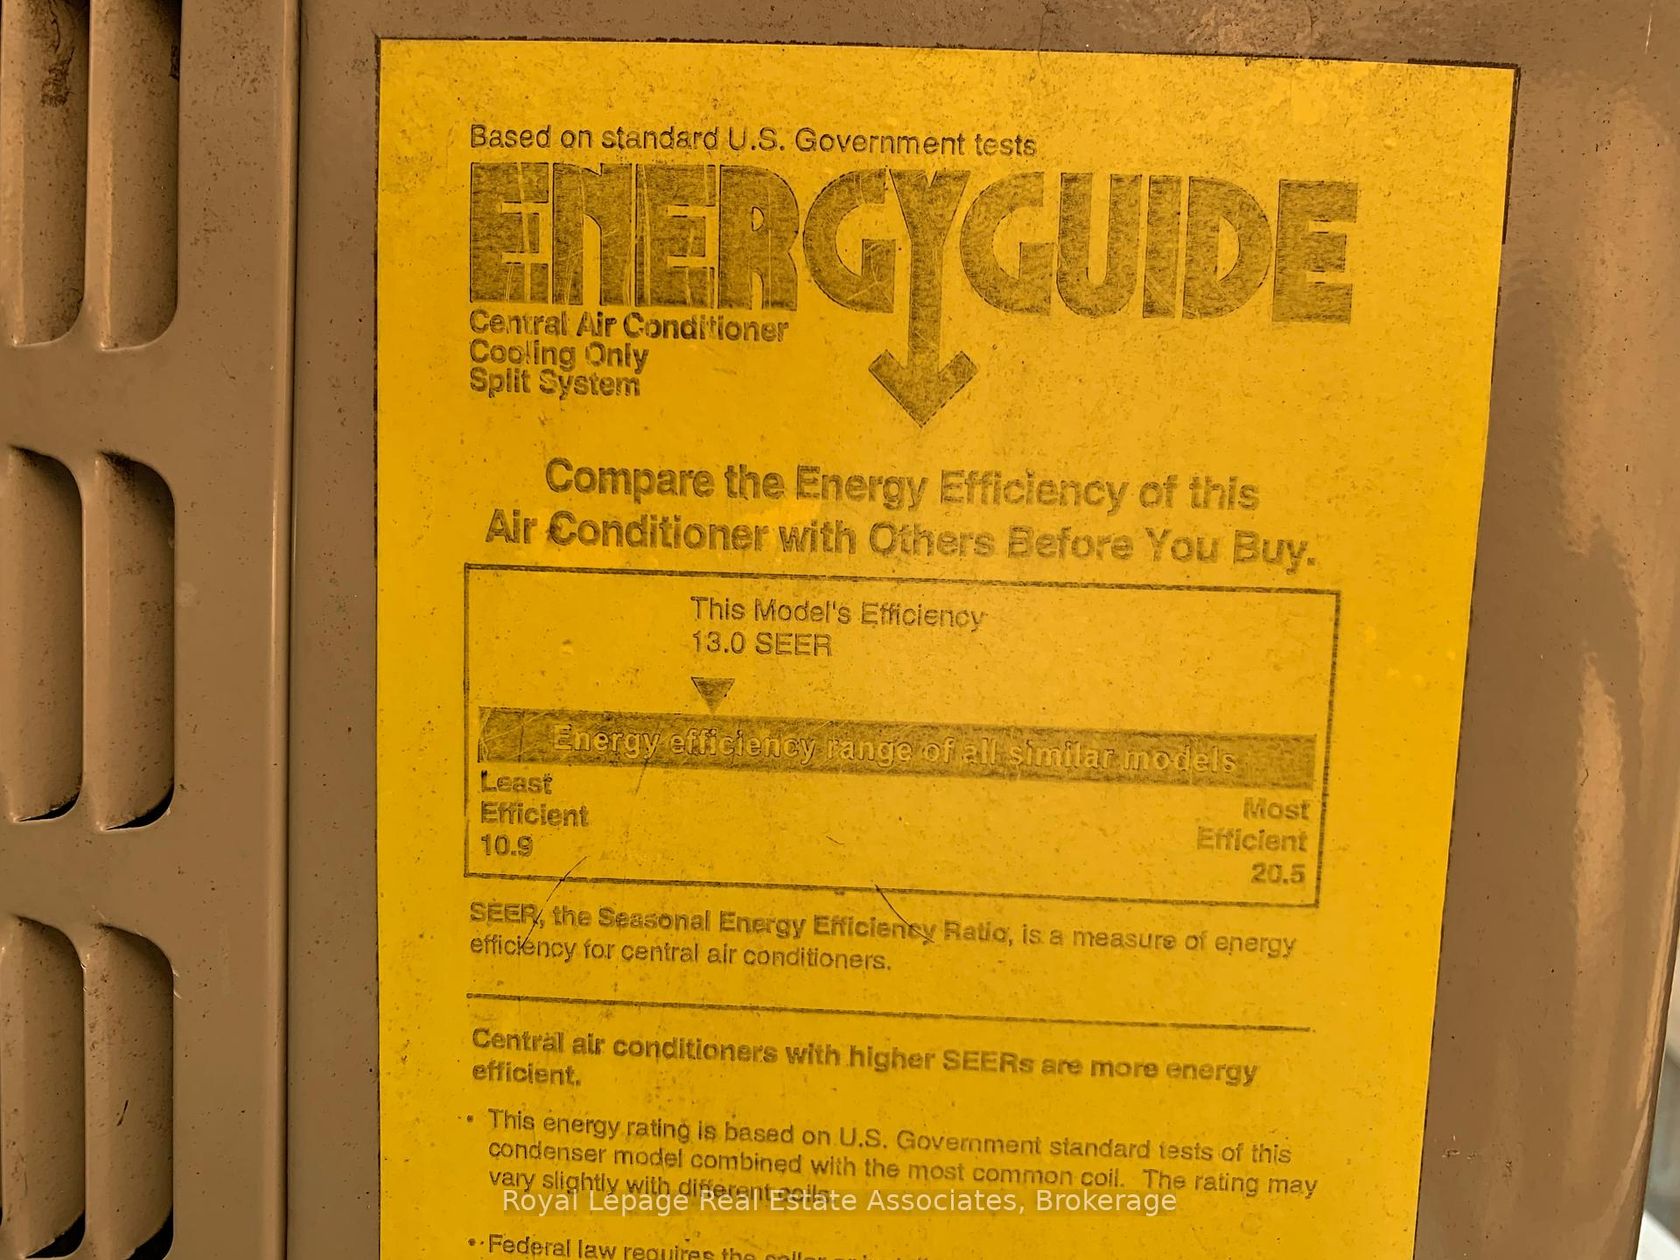 Based on standard U.S. Government tests
ENERGYGUIDE
Central Air Conditioner
Cooling Only
Split System
Compare the Energy Efficiency of this
Air Conditioner with Others Before You Buy.
This Model's Efficiency
13.0 SEER
Energy efficiency range of all similar models
Least
Efficient
10.9
Most
Efficient
20.5
SEER, the Seasonal Energy Efficiency Ratio, is a measure of energy
efficiency for central air conditioners.
Central air conditioners with higher SEERs are more energy
efficient.
• This energy rating is based on U.S. Government standard tests of this
condenser model combined with the most common coil. The rating may
vary slightly with different coils.
Royal Lepage Real Estate Associates, Brokerage
• Federal law requires the